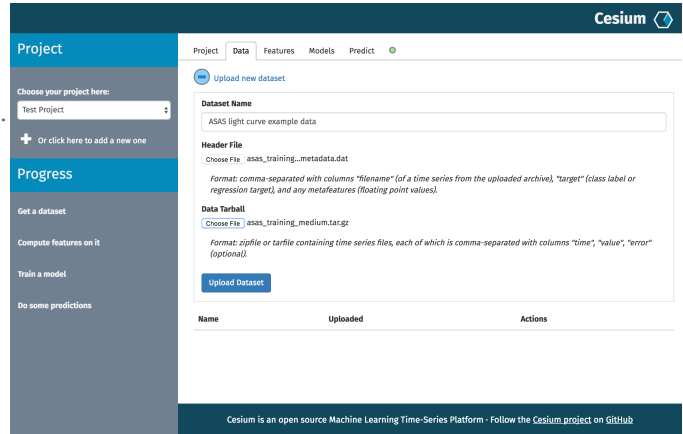 Cesium
Project
Choose your project here:
Test Project
Or click here to add a new one
Progress
Get a dataset
Compute features on it
Train a model
Do some predictions
Project Data Features Models Predict
Upload new dataset
Dataset Name
ASAS light curve example data
Header File
Choose File asas_training...metadata.dat
Format: comma-separated with columns "filename" (of a time series from the uploaded archive), "target" (class label or
regression target), and any metafeatures (floating point values).
Data Tarball
Choose File asas_training_medium.tar.gz
Format: zipfile or tarfile containing time series files, each of which is comma-separated with columns "time", "value", "error"
(optional).
Upload Dataset
Name Uploaded Actions
Cesium is an open source Machine Learning Time-Series Platform · Follow the Cesium project on GitHub